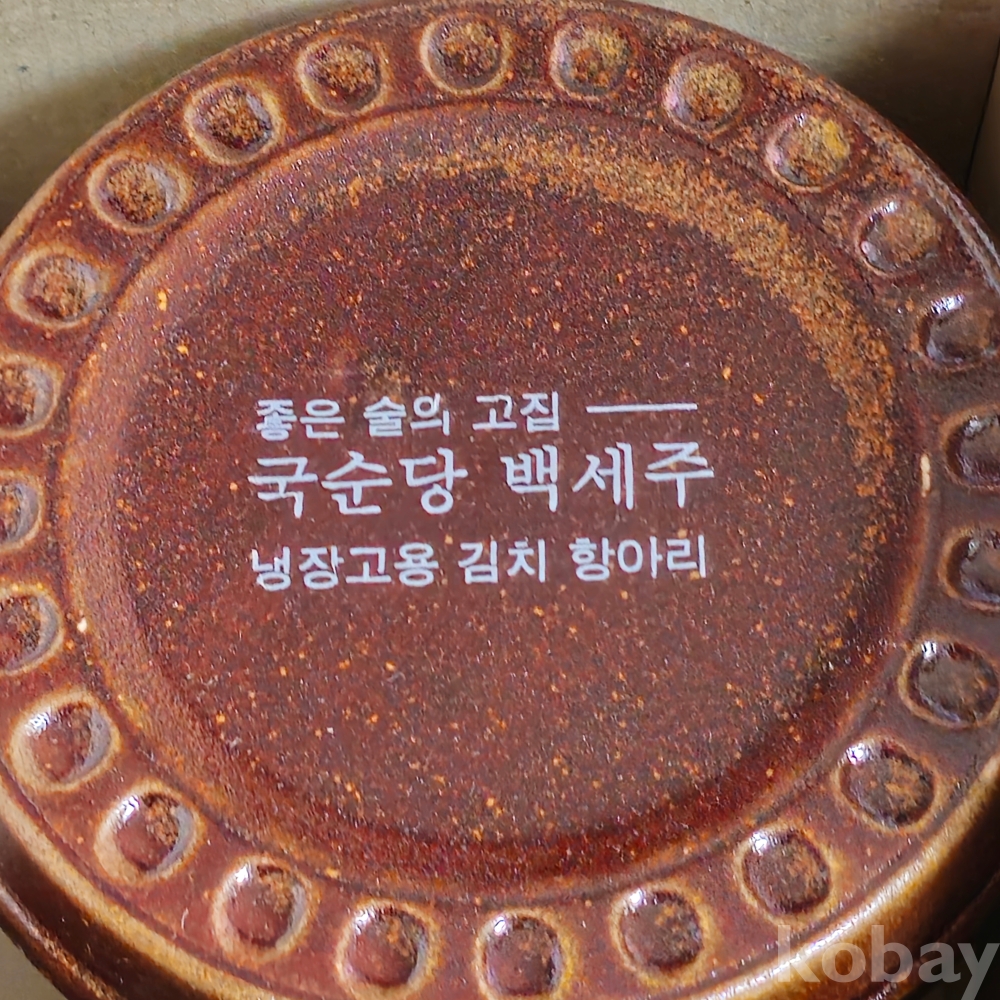 좋은 술의 고집
국순당 백세주
냉장고용 김치 항아리
kobay